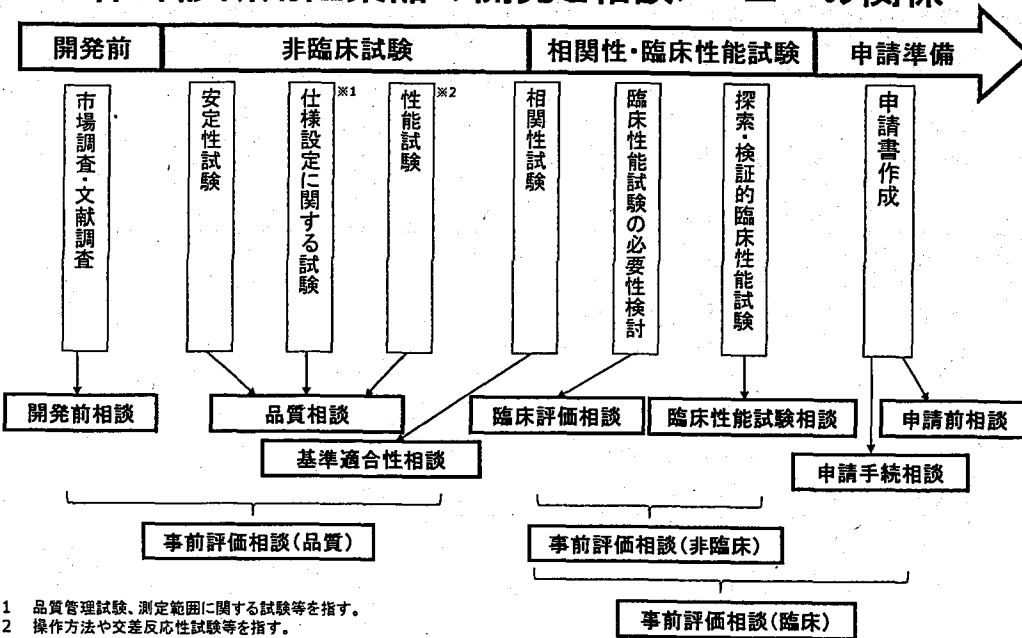 開発前
非臨床試験
相関性・臨床性能試験
申請準備
市場調査・文献調査
安定性試験
仕様設定に関する試験
※1
性能試験
※2
相関性試験
臨床性能試験の必要性検討
探索・検証的臨床性能試験
申請書作成
開発前相談
品質相談
臨床評価相談
臨床性能試験相談
申請前相談
基準適合性相談
申請手続相談
事前評価相談(品質)
事前評価相談(非臨床)
事前評価相談(臨床)
1 品質管理試験、測定範囲に関する試験等を指す。
2 操作方法や交差反応性試験等を指す。